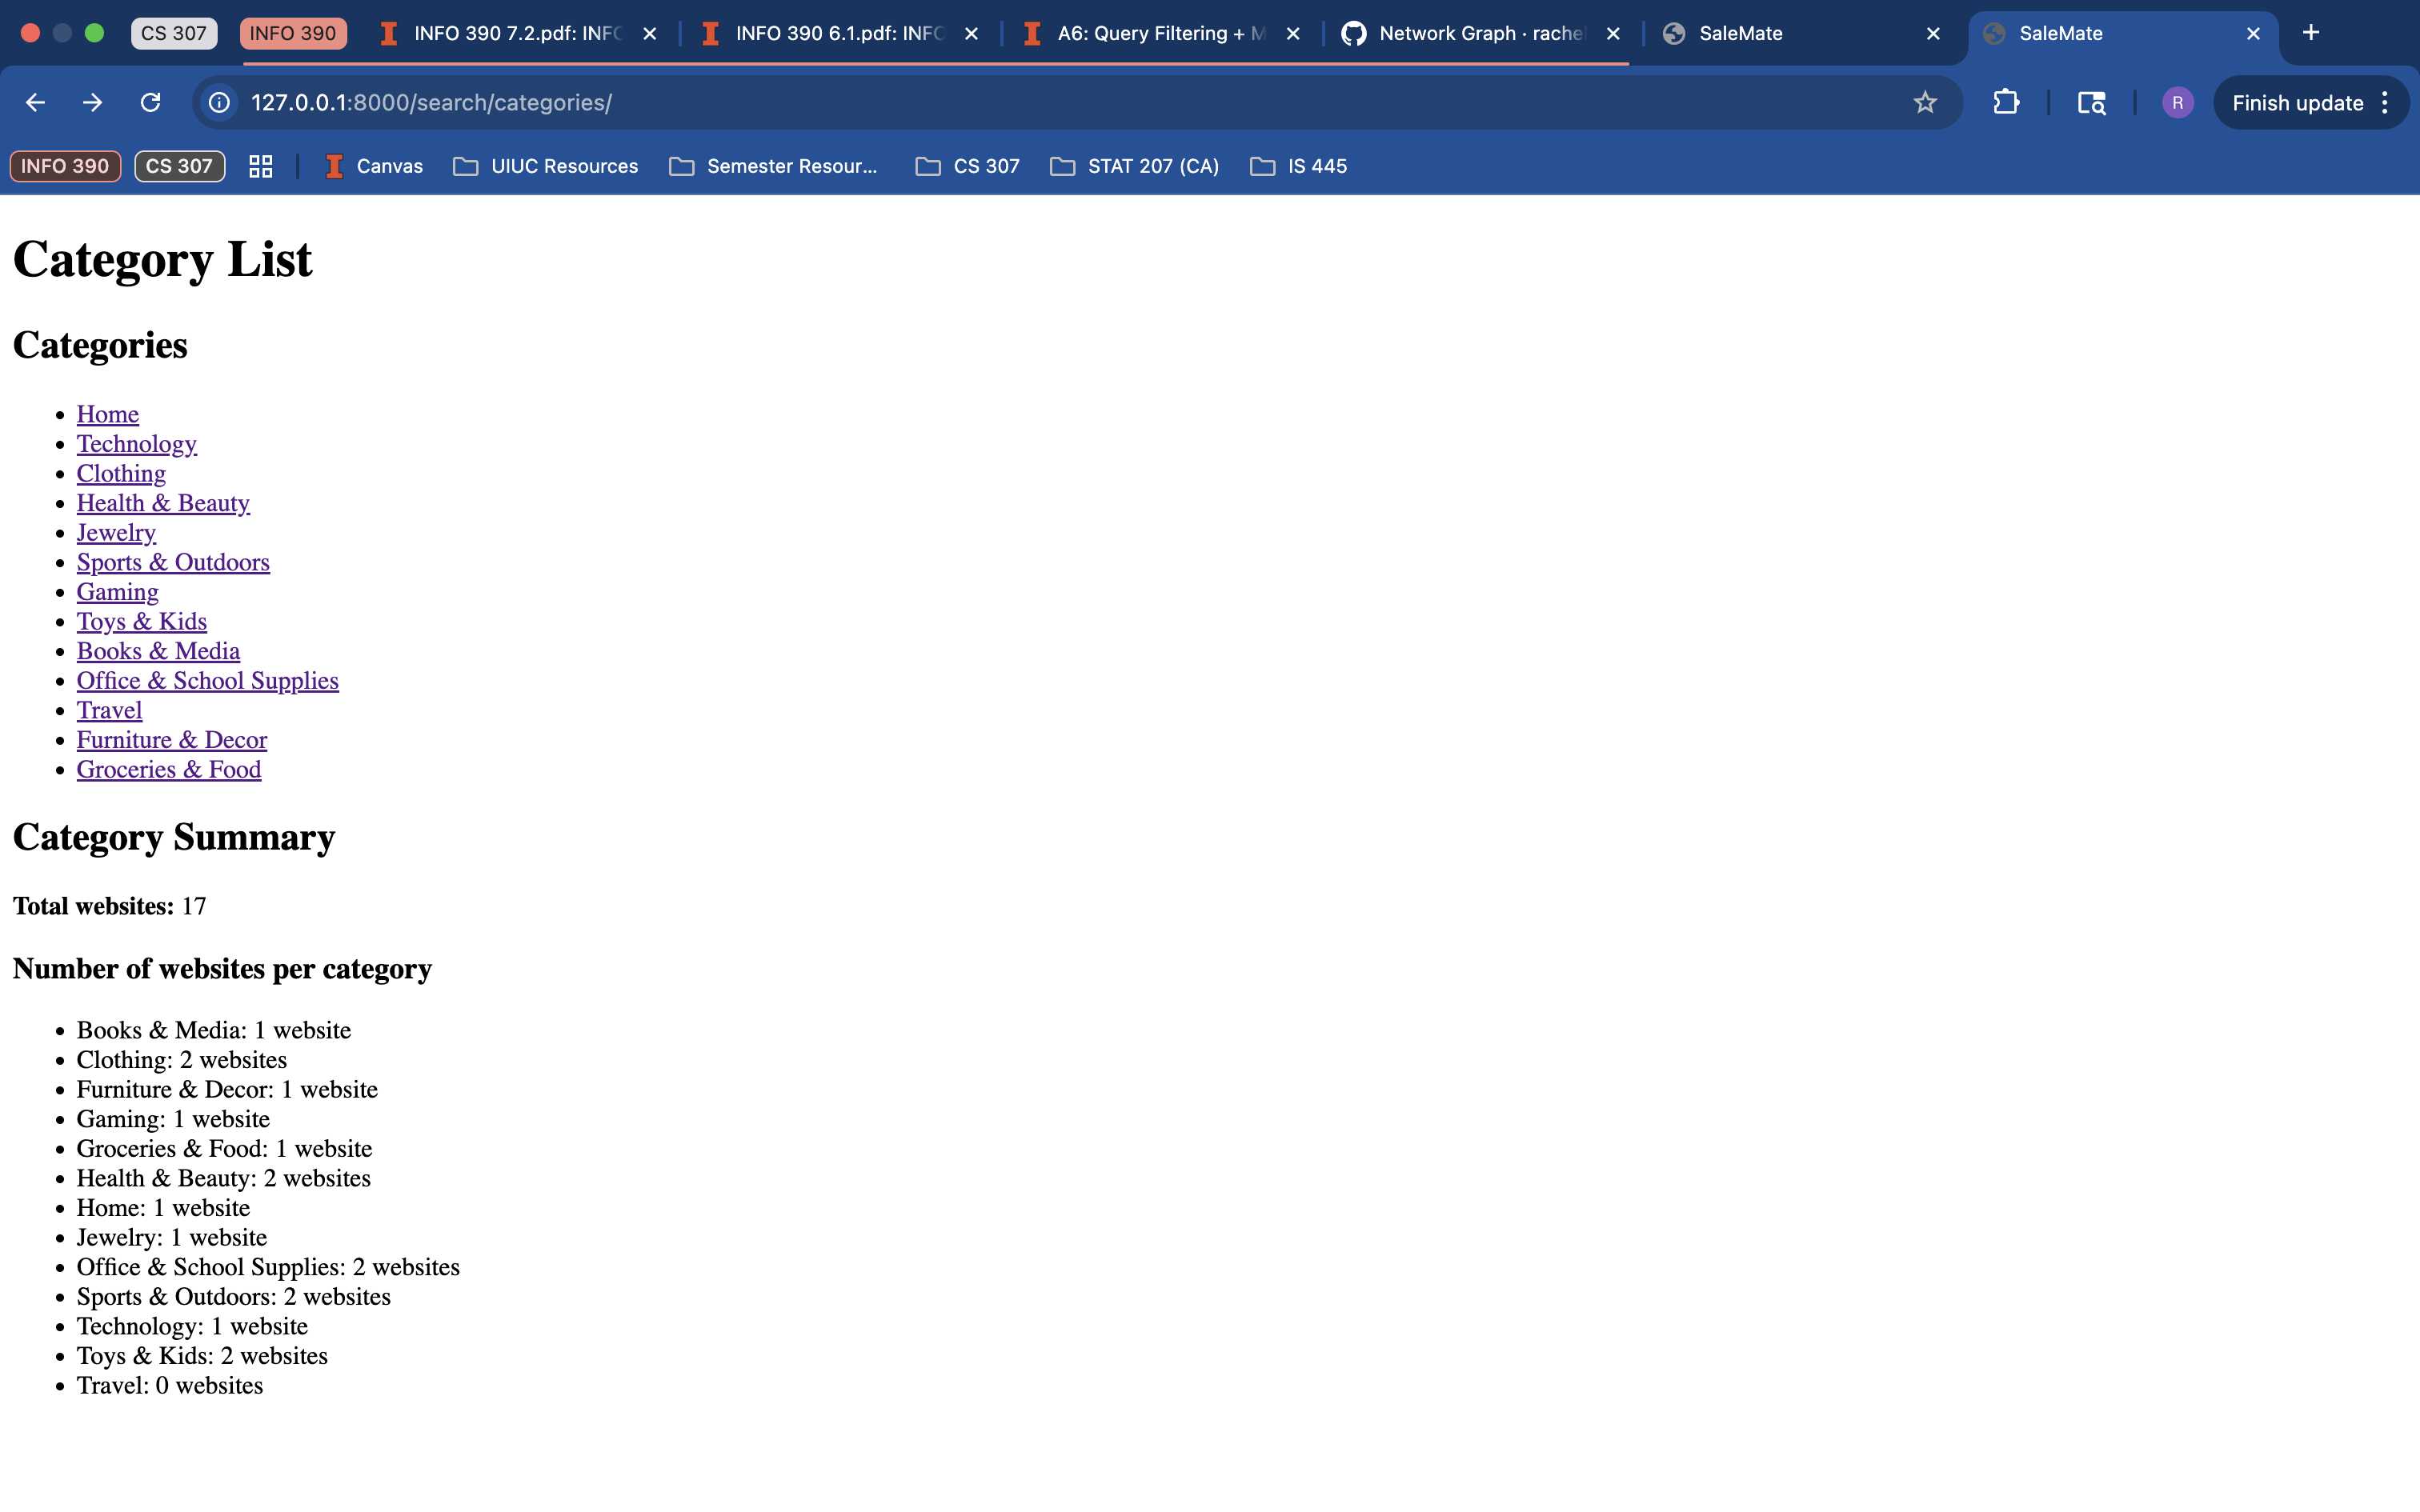 CS 307 INFO 390 INFO 390 7.2.pdf: INFO INFO 390 6.1.pdf: INFO A6: Query Filtering + M Network Graph · rache SaleMate SaleMate
127.0.0.1:8000/search/categories/ R Finish update
INFO 390 CS 307 Canvas UIUC Resources Semester Resour... CS 307 STAT 207 (CA) IS 445
Category List
Categories
• Home
• Technology
• Clothing
• Health & Beauty
• Jewelry
• Sports & Outdoors
• Gaming
• Toys & Kids
• Books & Media
• Office & School Supplies
• Travel
• Furniture & Decor
• Groceries & Food
Category Summary
Total websites: 17
Number of websites per category
• Books & Media: 1 website
• Clothing: 2 websites
• Furniture & Decor: 1 website
• Gaming: 1 website
• Groceries & Food: 1 website
• Health & Beauty: 2 websites
• Home: 1 website
• Jewelry: 1 website
• Office & School Supplies: 2 websites
• Sports & Outdoors: 2 websites
• Technology: 1 website
• Toys & Kids: 2 websites
• Travel: 0 websites